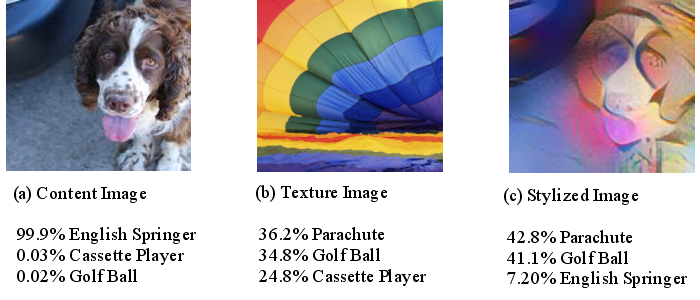 (a) Content Image
(b) Texture Image
(c) Stylized Image
99.9% English Springer
0.03% Cassette Player
0.02% Golf Ball
36.2% Parachute
34.8% Golf Ball
24.8% Cassette Player
42.8% Parachute
41.1% Golf Ball
7.20% English Springer